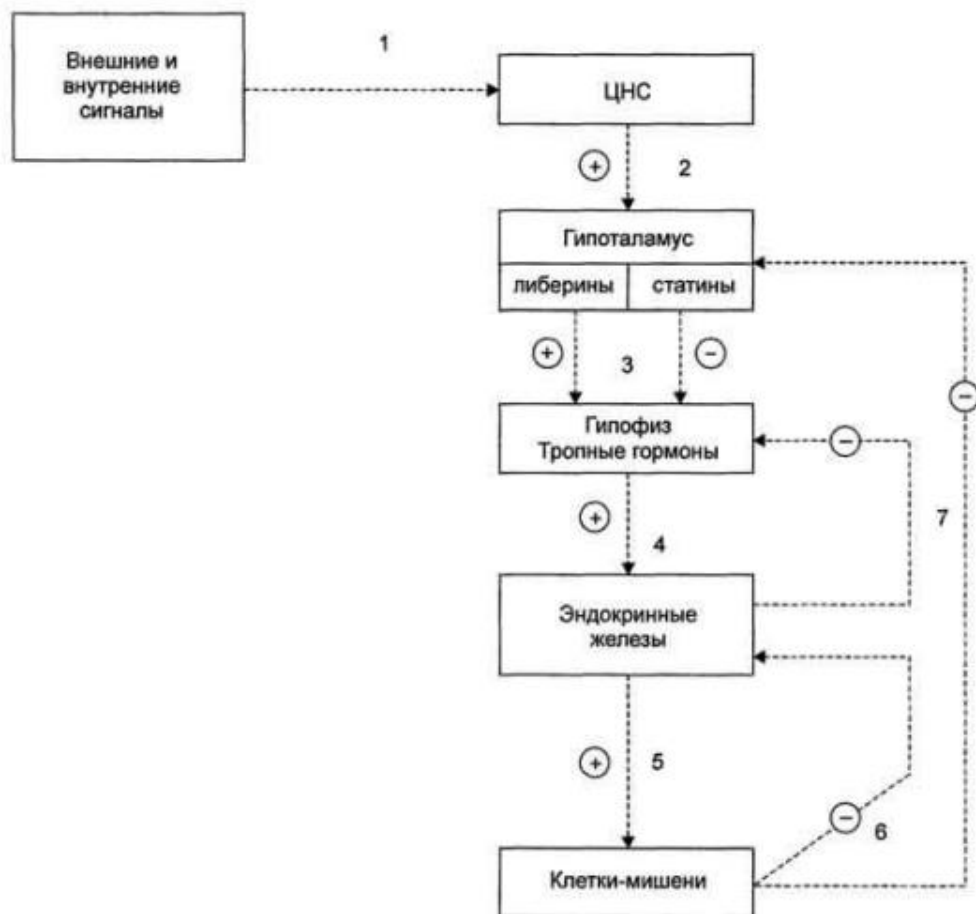 Внешние и
внутренние
сигналы
1
ЦНС
+
2
Гипоталамус
либерины
статины
+
3
−
−
Гипофиз
Тропные гормоны
−
+
4
7
Эндокринные
железы
+
5
−
6
Клетки-мишени